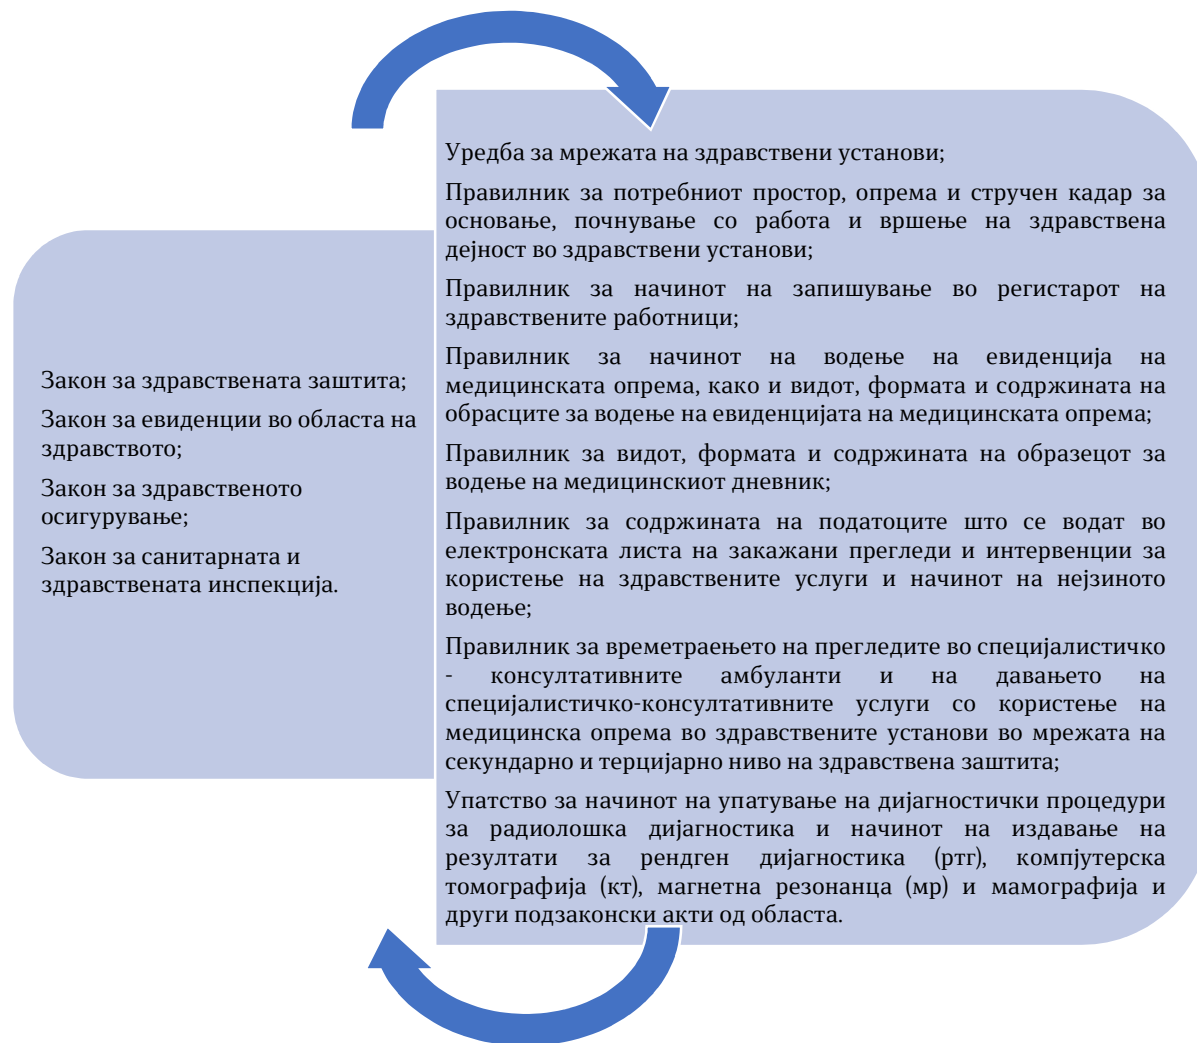 Закон за здравствената заштита;
Закон за евиденции во областа на
здравството;
Закон за здравственото
осигурување;
Закон за санитарната и
здравствената инспекција.
Уредба за мрежата на здравствени установи;
Правилник за потребниот простор, опрема и стручен кадар за
основање, почнување со работа и вршење на здравствена
дејност во здравствени установи;
Правилник за начинот на запишување во регистарот на
здравствените работници;
Правилник за начинот на водење на евиденција на
медицинската опрема, како и видот, формата и содржината на
обрасците за водење на евиденцијата на медицинската опрема;
Правилник за видот, формата и содржината на образецот за
водење на медицинскиот дневник;
Правилник за содржината на податоците што се водат во
електронската листа на закажани прегледи и интервенции за
користење на здравствените услуги и начинот на нејзиното
водење;
Правилник за времетраењето на прегледите во специјалистичко
- консултативните амбуланти и на давањето на
специјалистичко-консултативните услуги со користење на
медицинска опрема во здравствените установи во мрежата на
секундарно и терцијарно ниво на здравствена заштита;
Упатство за начинот на упатување на дијагностички процедури
за радиолошка дијагностика и начинот на издавање на
резултати за рендген дијагностика (ртг), компјутерска
томографија (кт), магнетна резонанца (мр) и мамографија и
други подзаконски акти од областа.